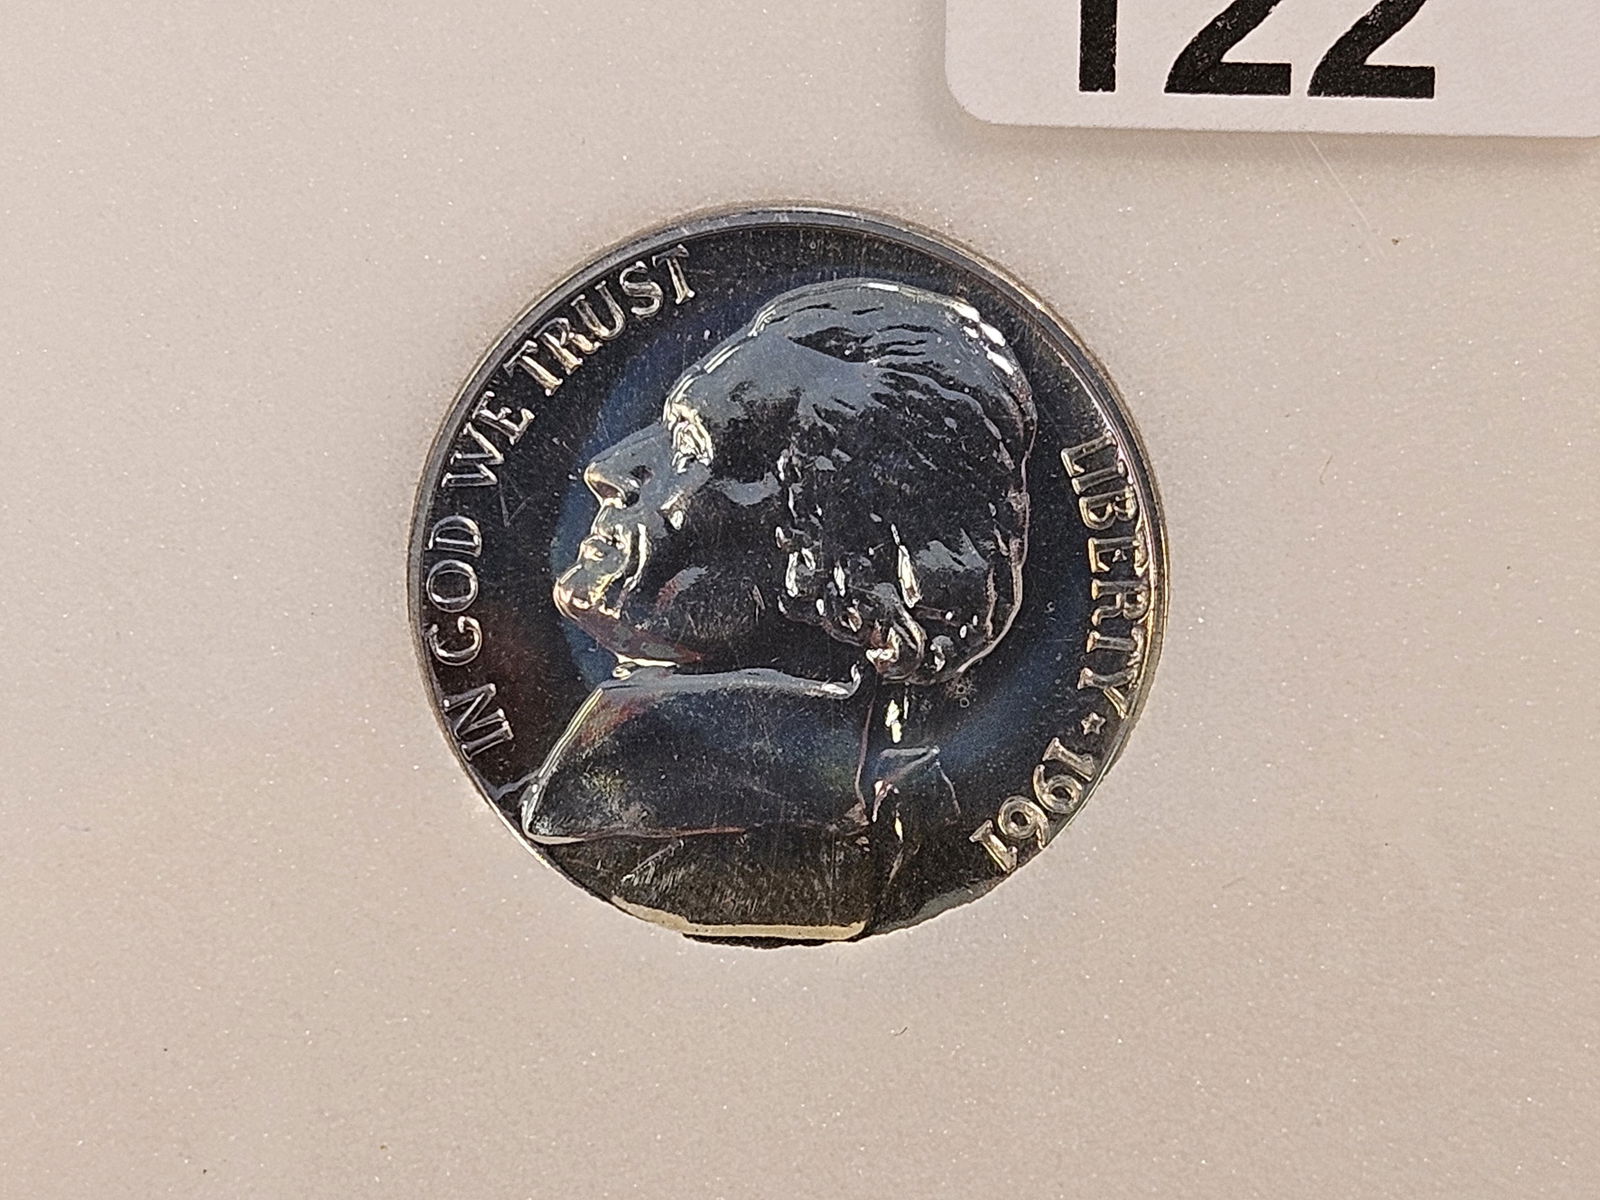 122
IN GOD WE TRUST
LIBERTY ★ 1961